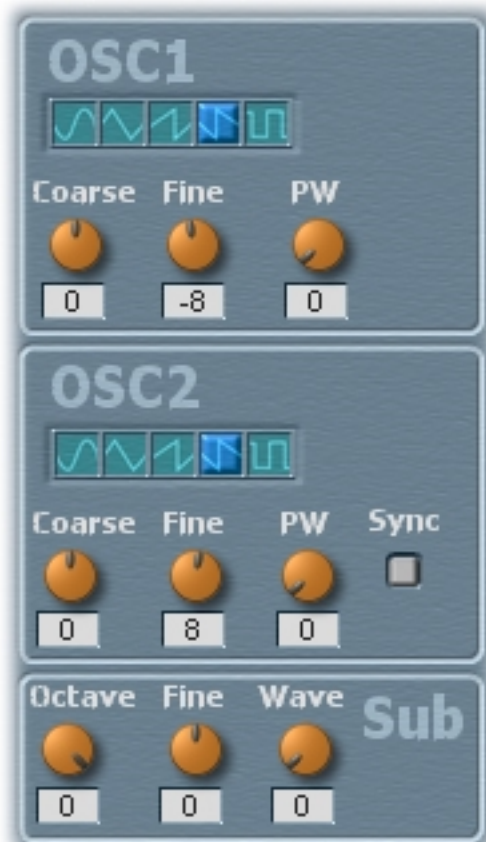 OSC1
Coarse Fine PW
0 -8 0
OSC2
Coarse Fine PW Sync
0 8 0
Octave Fine Wave Sub
0 0 0